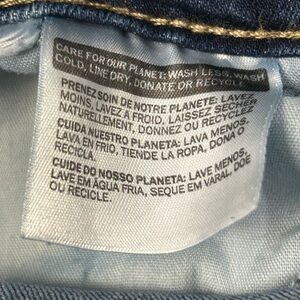 CARE FOR OUR PLANET: WASH LESS, WASH
COLD, LINE DRY, DONATE OR RECYCLE.
PRENEZ SOIN DE NOTRE PLANETE: LAVEZ
MOINS, LAVEZ À FROID, LAISSEZ SÉCHER
NATURELLEMENT, DONNEZ OU RECYCLEZ
CUIDA NUESTRO PLANETA: LAVA MENOS,
LAVA EN FRIO, TIENDE LA ROPA, DONA O
RECICLA.
CUIDE DO NOSSO PLANETA: LAVE MENOS,
LAVE EM ÁGUA FRIA, SEQUE EM VARAL, DOE
OU RECICLE.